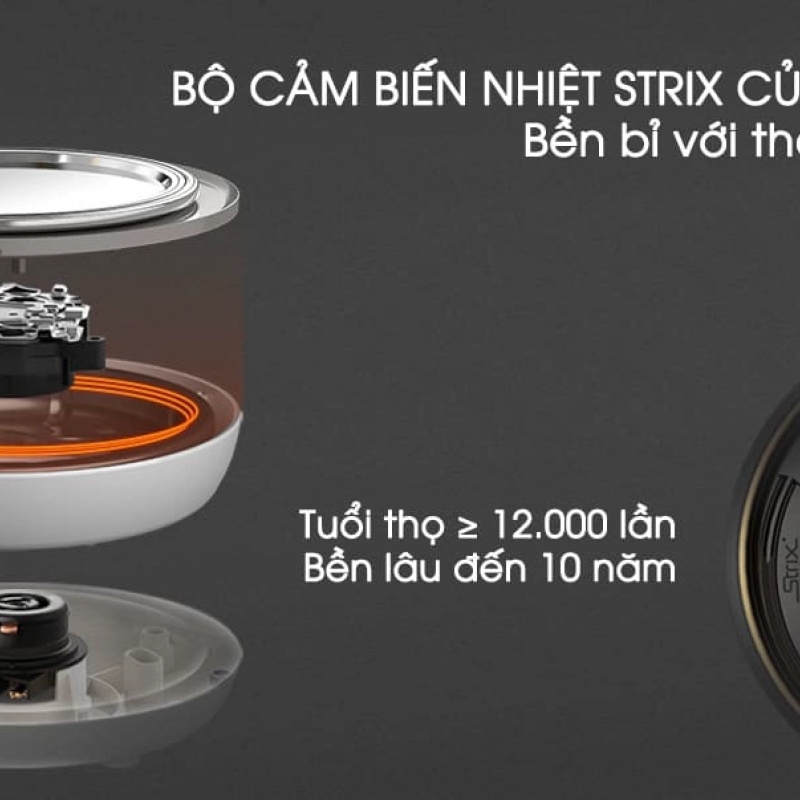 BỘ CẢM BIẾN NHIỆT STRIX CỦ
Bền bỉ với
Tuổi thọ ≥ 12.000 lần
Bền lâu đến 10 năm
Strix